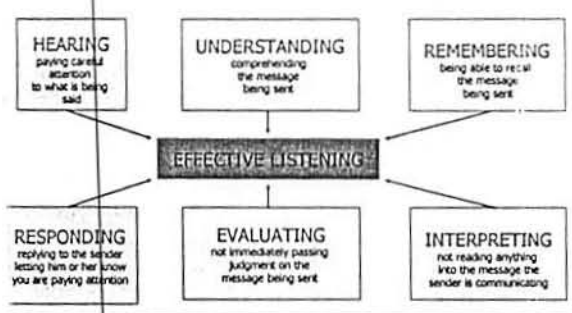 HEARING
paying careful
attention
to what is being
said
UNDERSTANDING
comprehending
the message
being sent
REMEMBERING
being able to recall
the message
being sent
EFFECTIVE LISTENING
RESPONDING
replying to the sender
letting him or her know
you are paying attention
EVALUATING
not immediately passing
judgment on the
message being sent
INTERPRETING
not reading anything
into the message the
sender is communicating